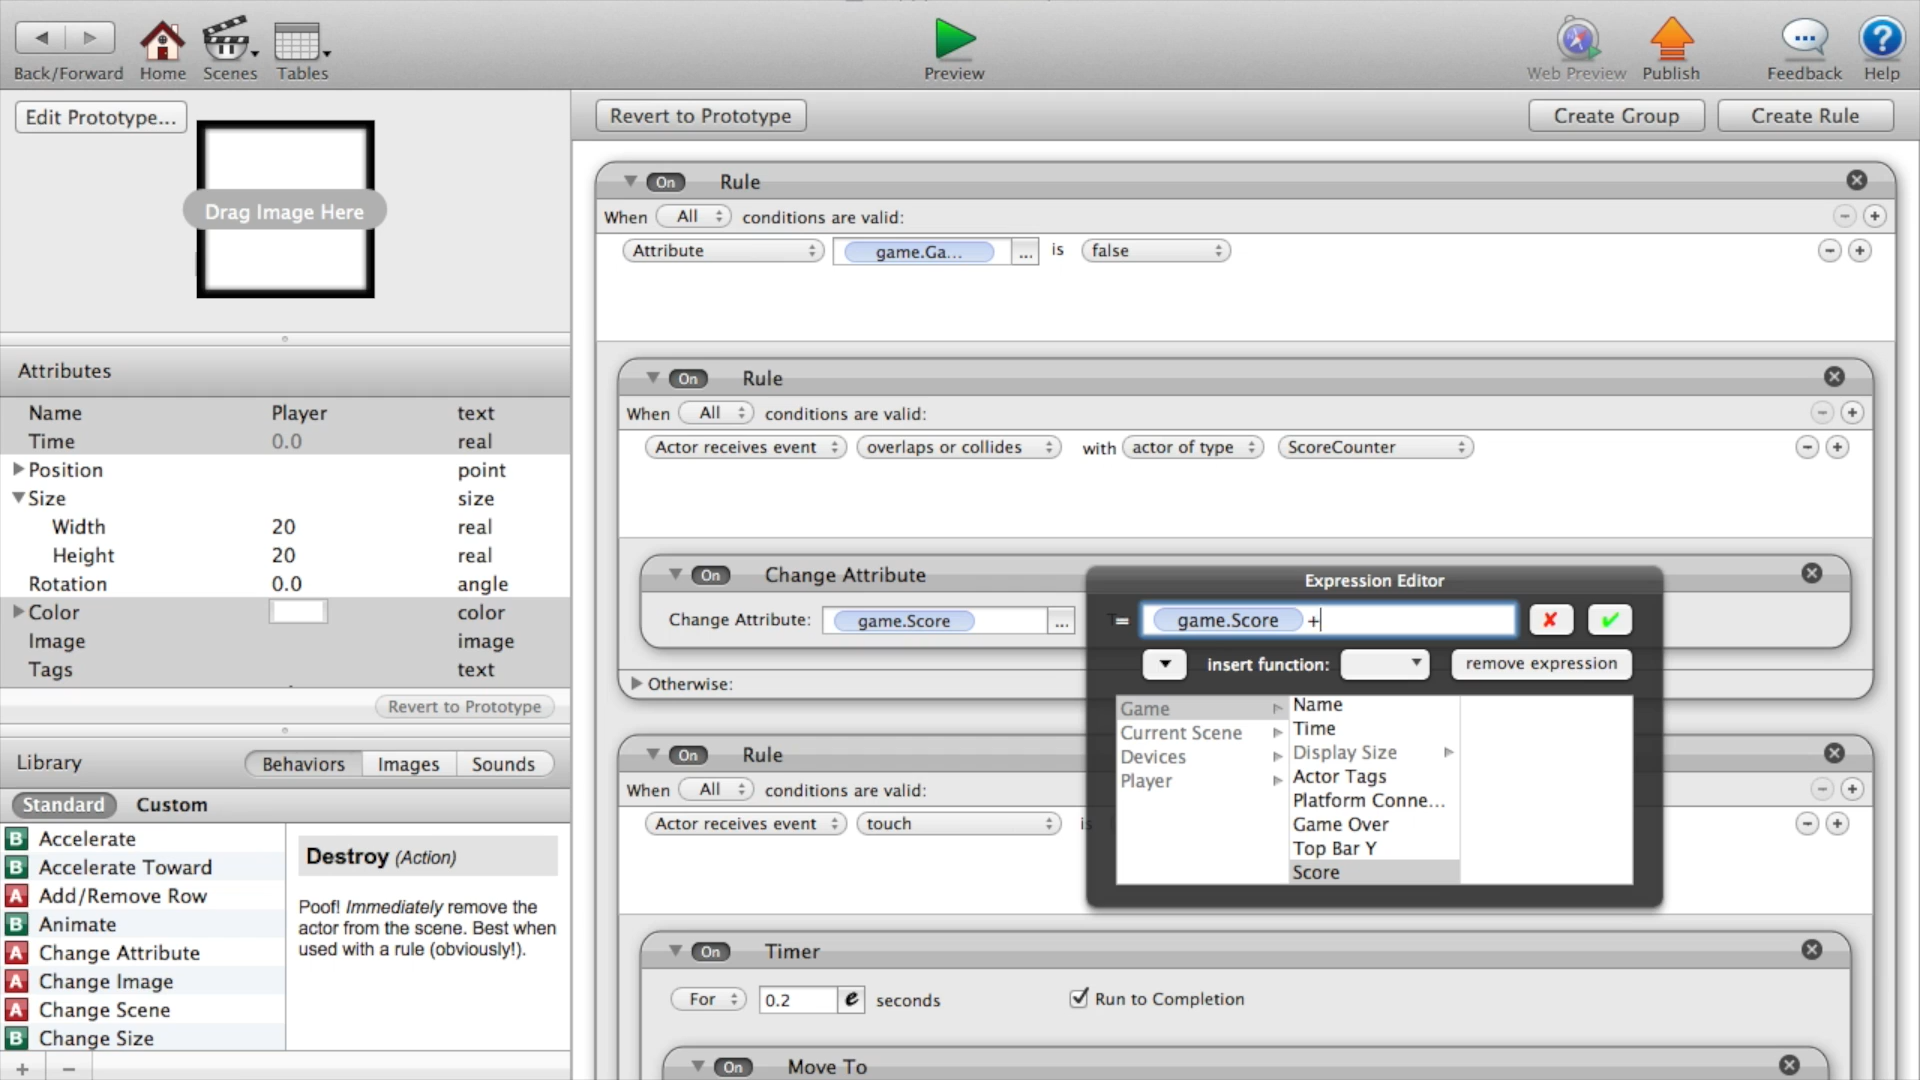 Back/Forward Home Scenes Tables Preview Web Preview Publish Feedback Help
Edit Prototype...
Drag Image Here
Attributes
Name Player text
Time 0.0 real
Position point
Size size
Width 20 real
Height 20 real
Rotation 0.0 angle
Color color
Image image
Tags text
Revert to Prototype
Library Behaviors Images Sounds
Standard Custom
B Accelerate
B Accelerate Toward
A Add/Remove Row
B Animate
A Change Attribute
A Change Image
A Change Scene
B Change Size
Destroy (Action)
Poof! Immediately remove the
actor from the scene. Best when
used with a rule (obviously!).
Revert to Prototype Create Group Create Rule
On Rule
When All conditions are valid:
Attribute game.Ga... ... is false
On Rule
When All conditions are valid:
Actor receives event overlaps or collides with actor of type ScoreCounter
On Change Attribute
Change Attribute: game.Score ...
Otherwise:
Expression Editor
= game.Score +
insert function: remove expression
Game
Current Scene
Devices
Player
Name
Time
Display Size
Actor Tags
Platform Conne...
Game Over
Top Bar Y
Score
On Rule
When All conditions are valid:
Actor receives event touch is
On Timer
For 0.2 e seconds Run to Completion
On Move To